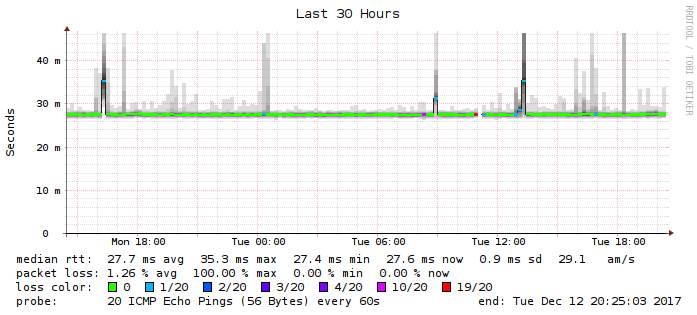 Last 30 Hours
RRDTOOL / TOBI OETIKER
Seconds
40 m
30 m
20 m
10 m
0
Mon 18:00 Tue 00:00 Tue 06:00 Tue 12:00 Tue 18:00
median rtt: 27.7 ms avg 35.3 ms max 27.4 ms min 27.6 ms now 0.9 ms sd 29.1 am/s
packet loss: 1.26 % avg 100.00 % max 0.00 % min 0.00 % now
loss color: 0 1/20 2/20 3/20 4/20 10/20 19/20
probe: 20 ICMP Echo Pings (56 Bytes) every 60s end: Tue Dec 12 20:25:03 2017